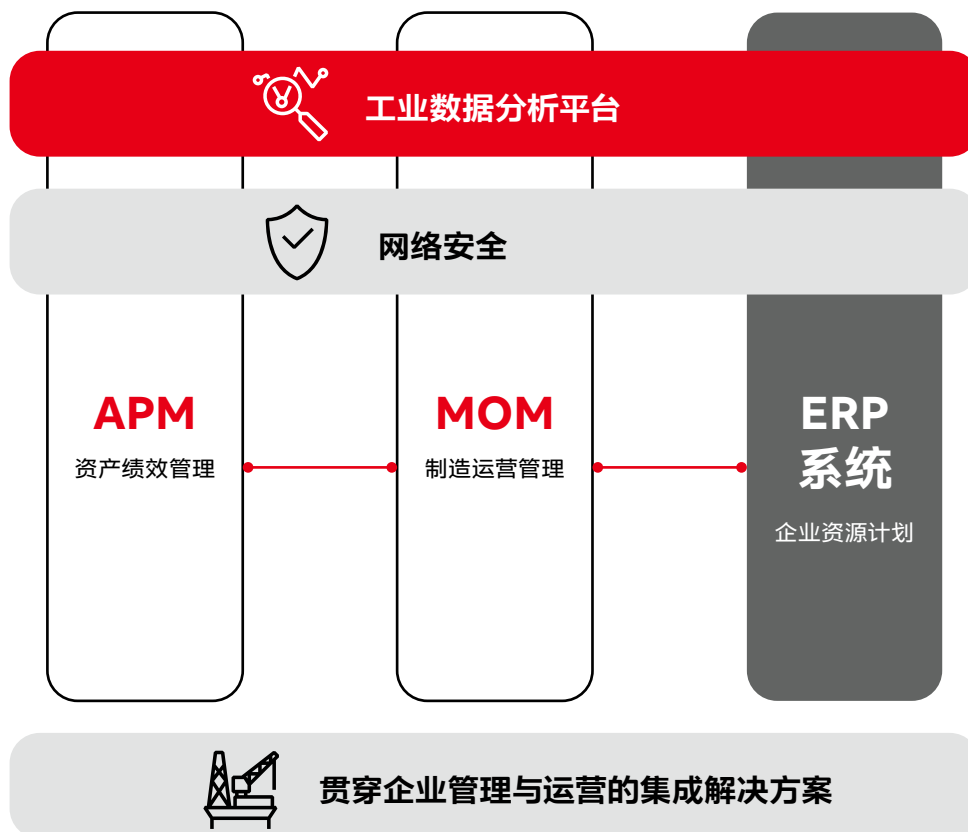 工业数据分析平台
网络安全
APM
资产绩效管理
MOM
制造运营管理
ERP
系统
企业资源计划
贯穿企业管理与运营的集成解决方案